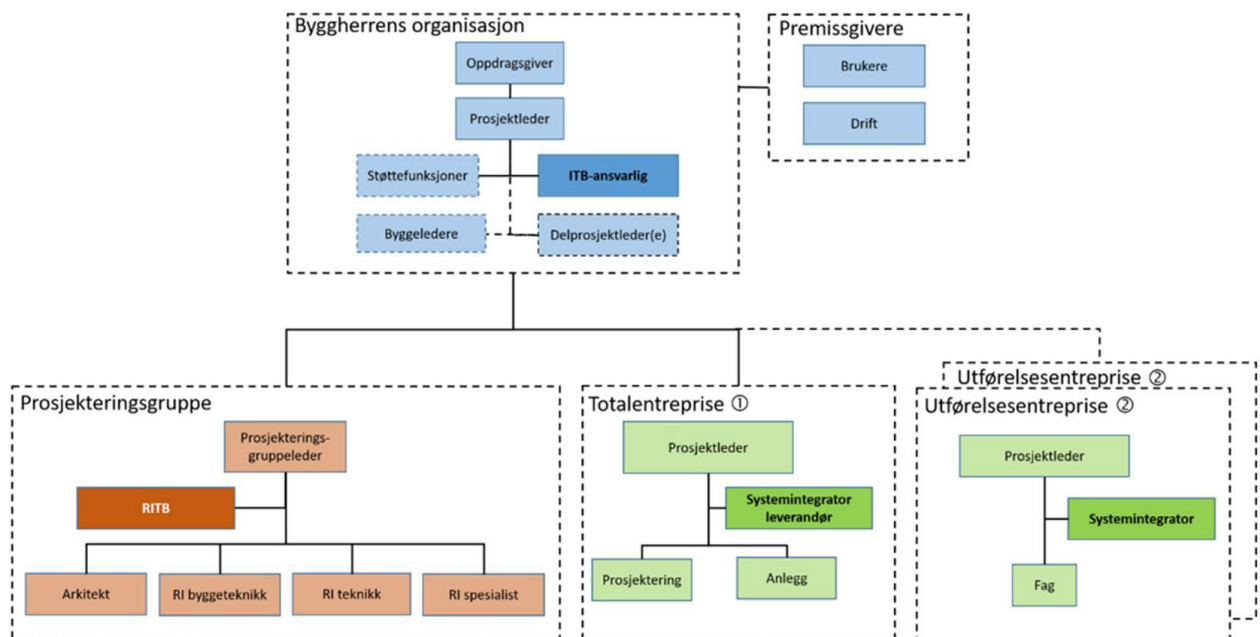 Byggherrens organisasjon
Oppdragsgiver
Prosjektleder
Støttefunksjoner
ITB-ansvarlig
Byggeledere
Delprosjektleder(e)
Premissgivere
Brukere
Drift
Prosjekteringsgruppe
Prosjekterings-
gruppeleder
RITB
Arkitekt
RI byggeteknikk
RI teknikk
RI spesialist
Totalentreprise ①
Prosjektleder
Systemintegrator
leverandør
Prosjektering
Anlegg
Utførelsesentreprise ②
Utførelsesentreprise ②
Prosjektleder
Systemintegrator
Fag